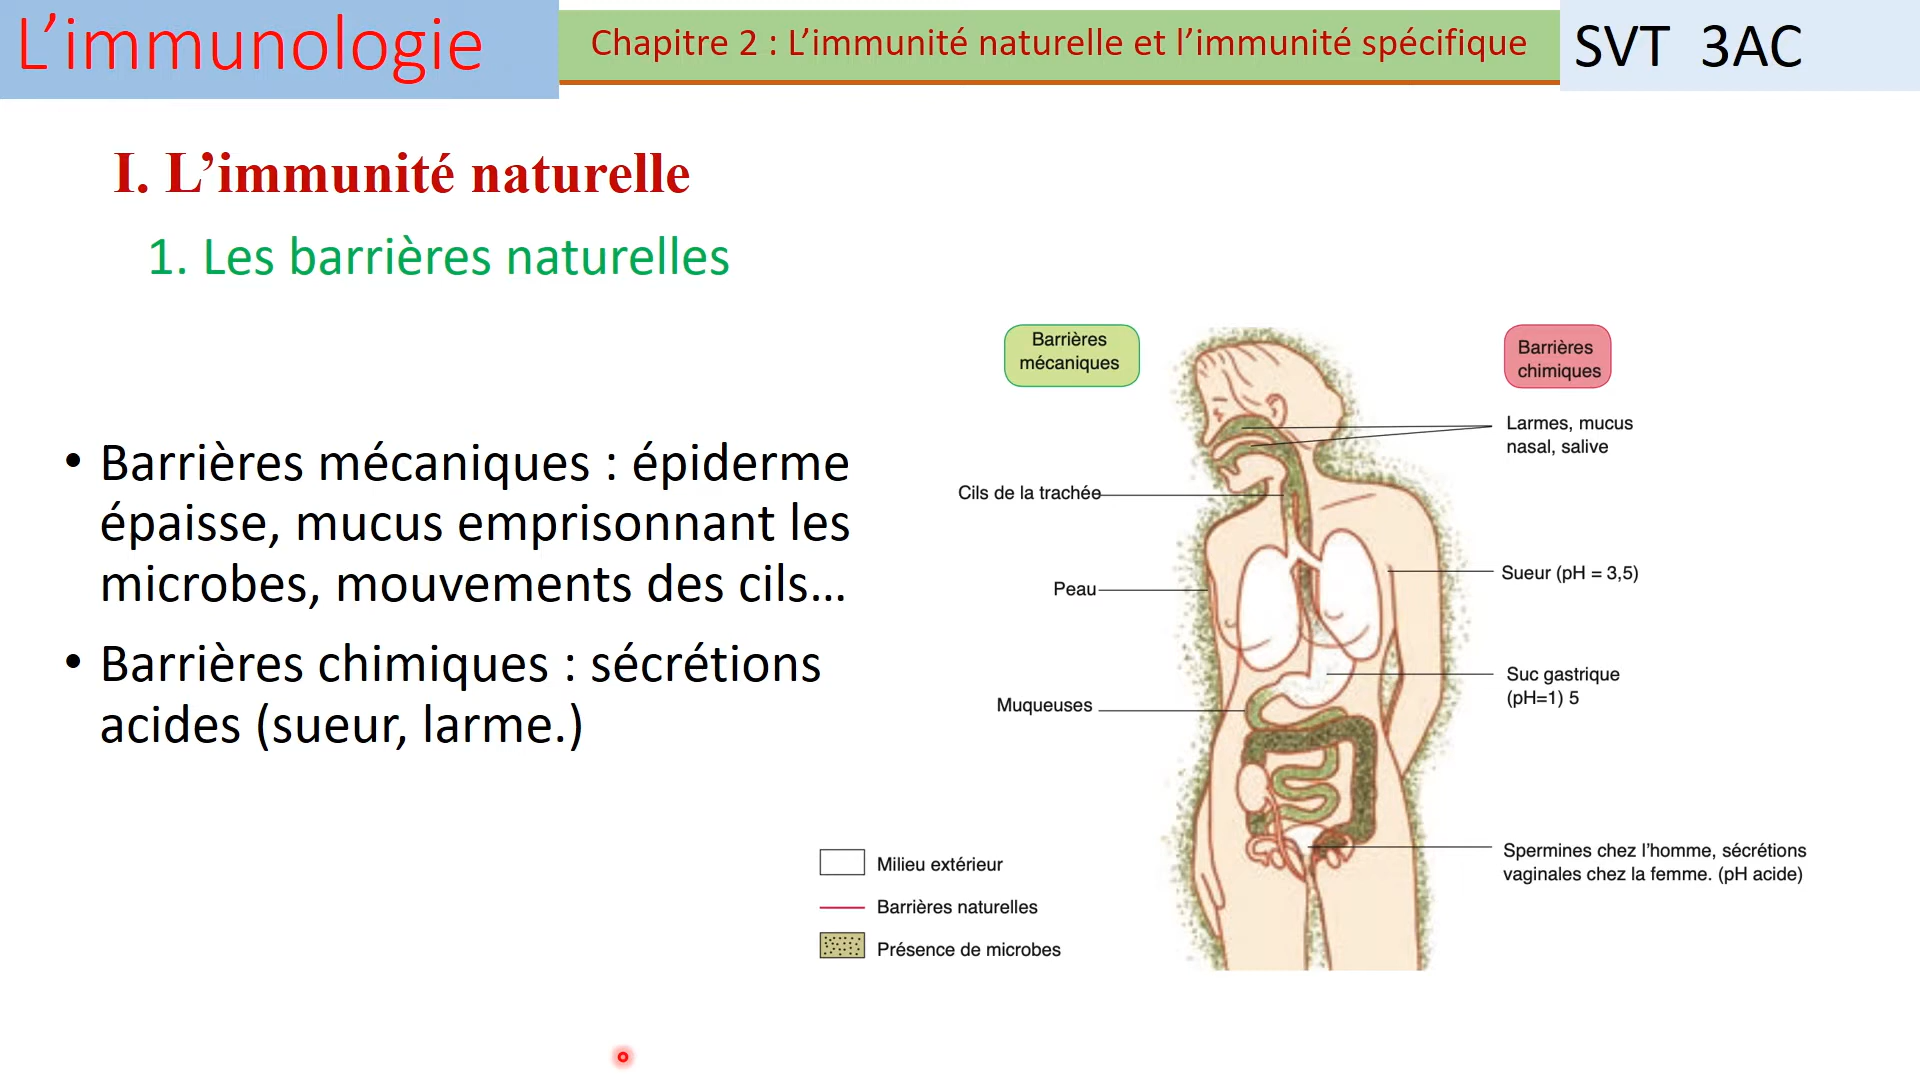 L’immunologie
Chapitre 2 : L’immunité naturelle et l’immunité spécifique
SVT 3AC
I. L’immunité naturelle
1. Les barrières naturelles
• Barrières mécaniques : épiderme
épaisse, mucus emprisonnant les
microbes, mouvements des cils...
• Barrières chimiques : sécrétions
acides (sueur, larme.)
Barrières
mécaniques
Barrières
chimiques
Larmes, mucus
nasal, salive
Cils de la trachée
Sueur (pH = 3,5)
Peau
Suc gastrique
(pH=1) 5
Muqueuses
Spermines chez l’homme, sécrétions
vaginales chez la femme. (pH acide)
Milieu extérieur
Barrières naturelles
Présence de microbes